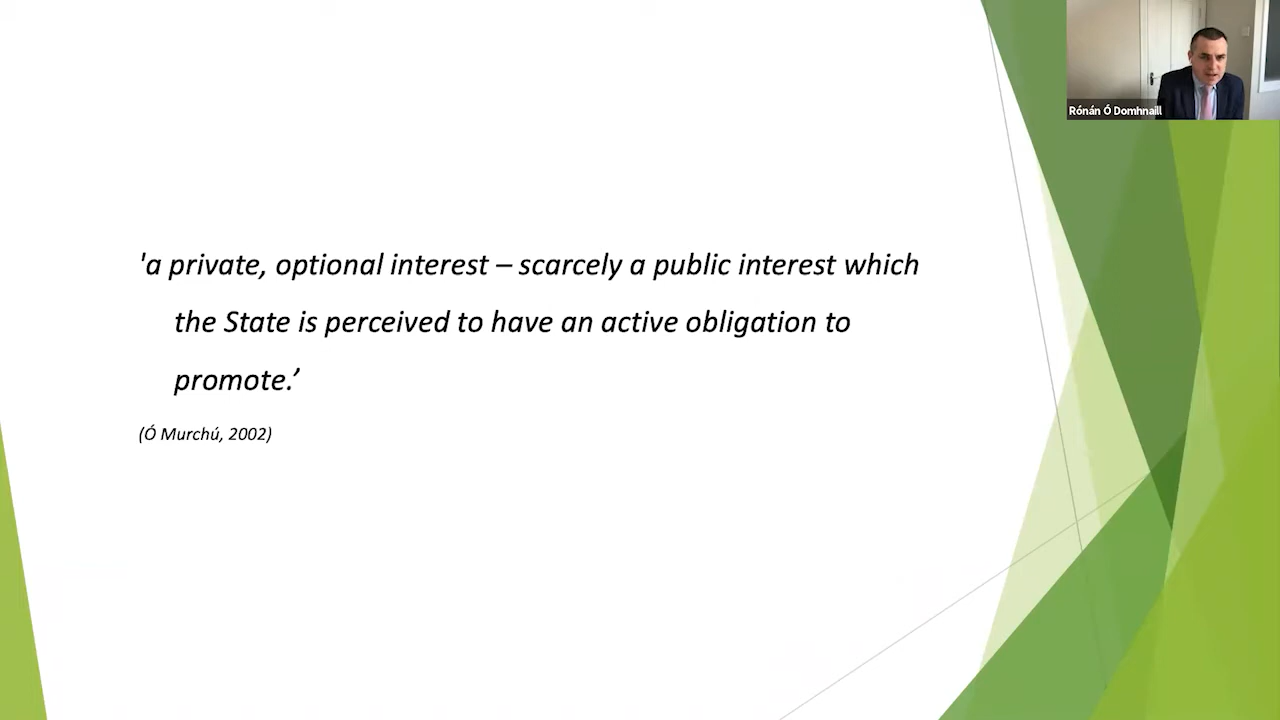 Rónán Ó Domhnaill
'a private, optional interest – scarcely a public interest which
the State is perceived to have an active obligation to
promote.’
(Ó Murchú, 2002)